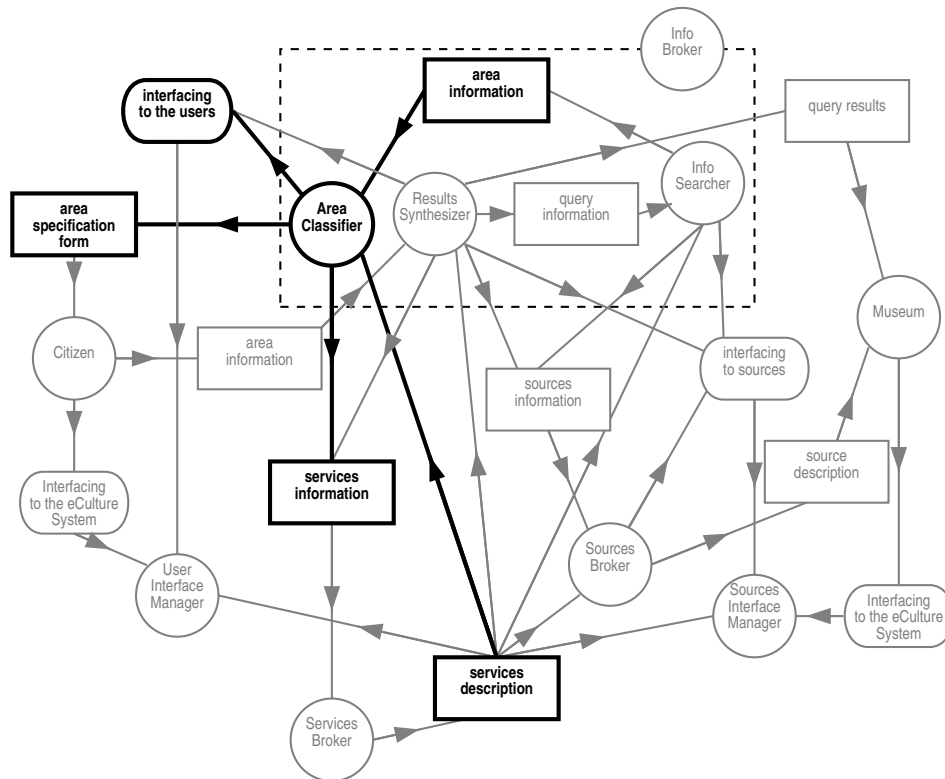 Info
Broker
area
information
interfacing
to the users
query results
Info
Searcher
Results
Synthesizer
query
information
Area
Classifier
area
specification
form
Museum
Citizen
area
information
interfacing
to sources
sources
information
source
description
services
information
Interfacing
to the eCulture
System
Sources
Broker
User
Interface
Manager
Sources
Interface
Manager
Interfacing
to the eCulture
System
services
description
Services
Broker